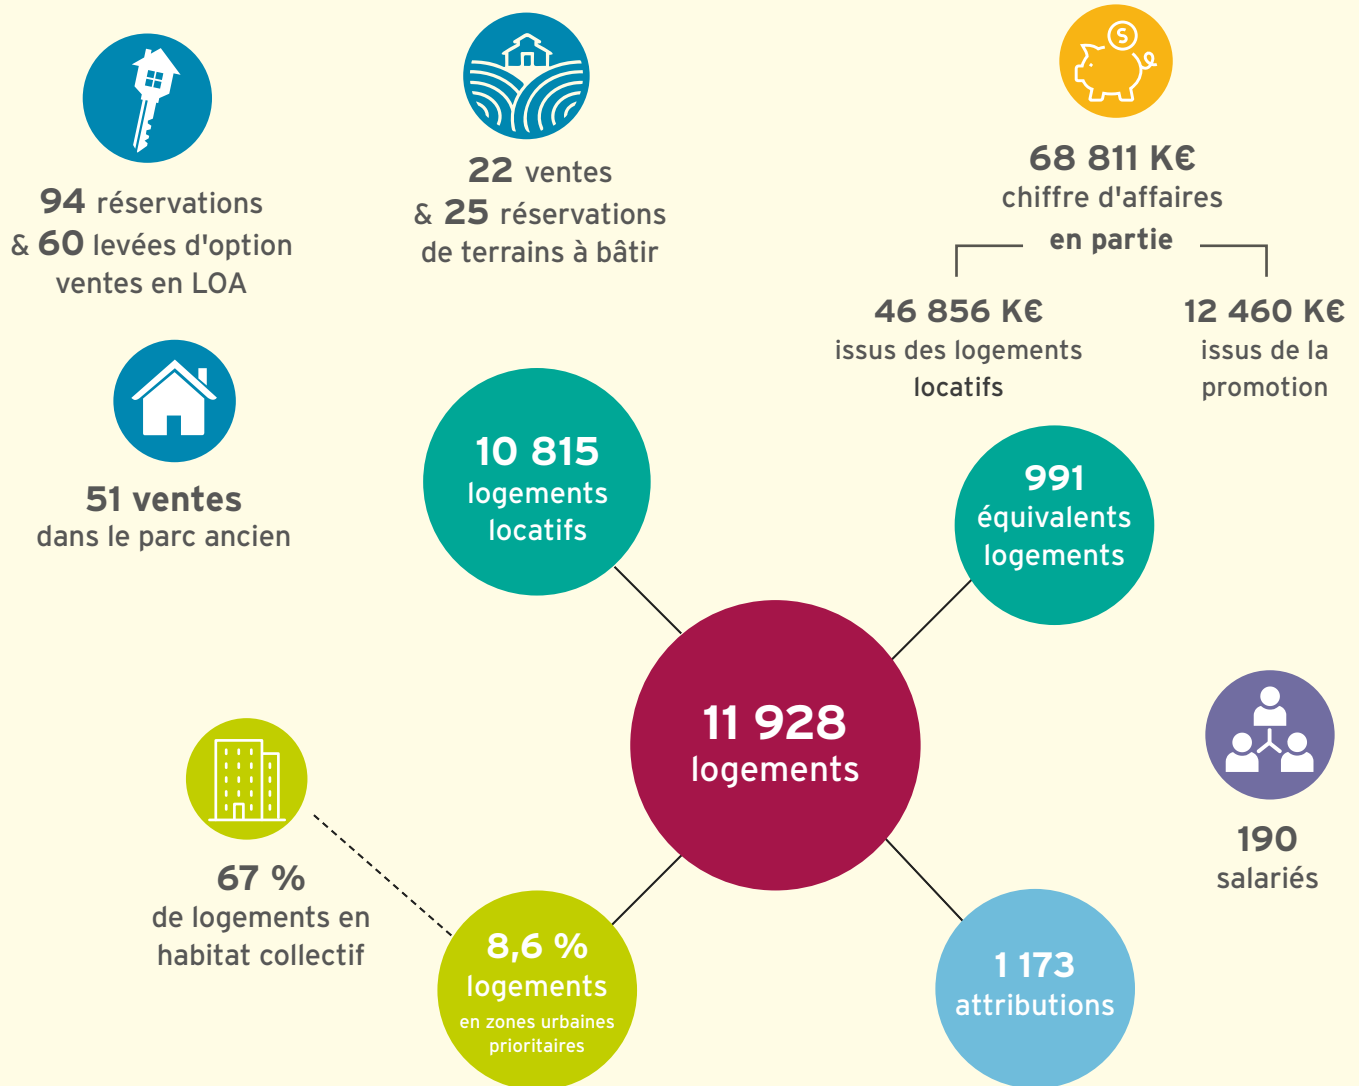 94 réservations
& 60 levées d'option
ventes en LOA
22 ventes
& 25 réservations
de terrains à bâtir
S
68 811 K€
chiffre d'affaires
en partie
46 856 K€
issus des logements
locatifs
12 460 K€
issus de la
promotion
51 ventes
dans le parc ancien
10 815
logements
locatifs
991
équivalents
logements
11 928
logements
190
salariés
67 %
de logements en
habitat collectif
8,6 %
logements
en zones urbaines
prioritaires
1 173
attributions